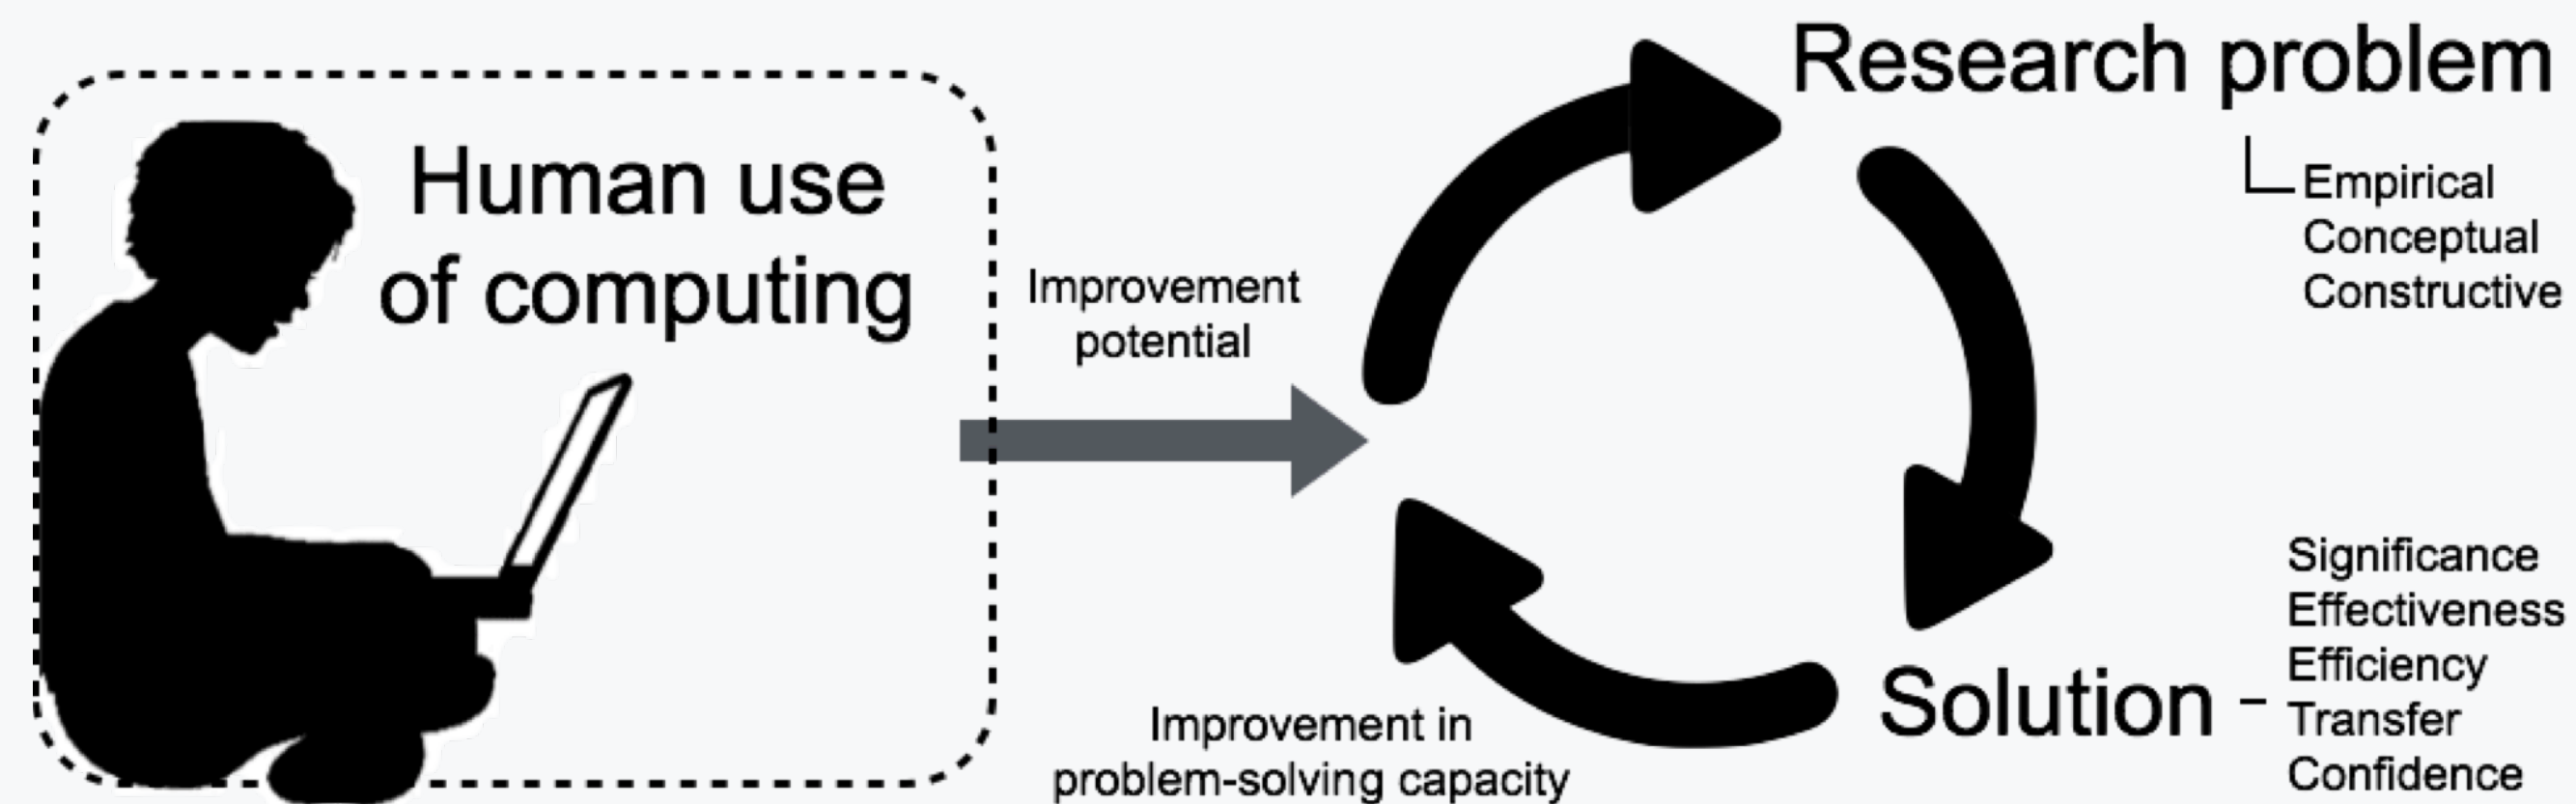 Human use
of computing
Improvement
potential
Research problem
Empirical
Conceptual
Constructive
Solution
Significance
Effectiveness
Efficiency
Transfer
Confidence
Improvement in
problem-solving capacity